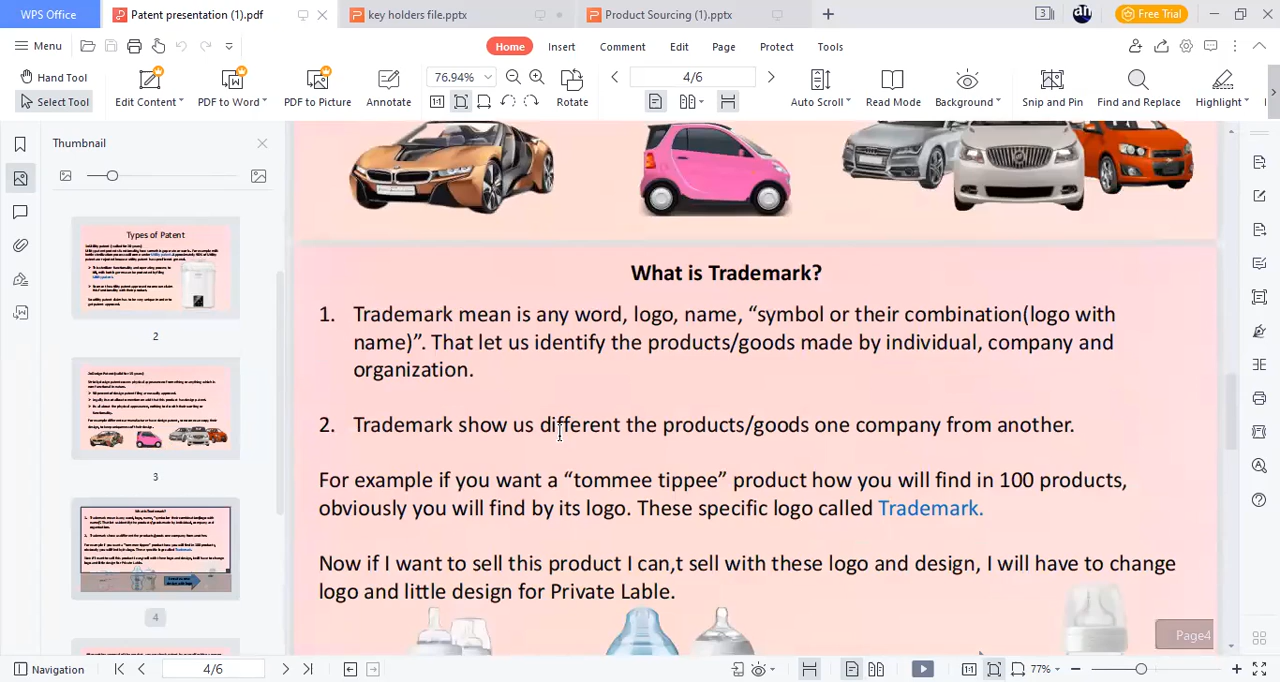 WPS Office
Patent presentation (1).pdf
key holders file.pptx
Product Sourcing (1).pptx
3
Free Trial
Menu
Home
Insert
Comment
Edit
Page
Protect
Tools
Hand Tool
Select Tool
Edit Content
PDF to Word
PDF to Picture
Annotate
76.94%
Rotate
4/6
Auto Scroll
Read Mode
Background
Snip and Pin
Find and Replace
Highlight
Thumbnail
Types of Patent
2
3
What is Trademark?
4
What is Trademark?
1. Trademark mean is any word, logo, name, “symbol or their combination(logo with
name)”. That let us identify the products/goods made by individual, company and
organization.
2. Trademark show us different the products/goods one company from another.
For example if you want a “tommee tippee” product how you will find in 100 products,
obviously you will find by its logo. These specific logo called Trademark.
Now if I want to sell this product I can,t sell with these logo and design, I will have to change
logo and little design for Private Lable.
Page4
Navigation
4/6
77%